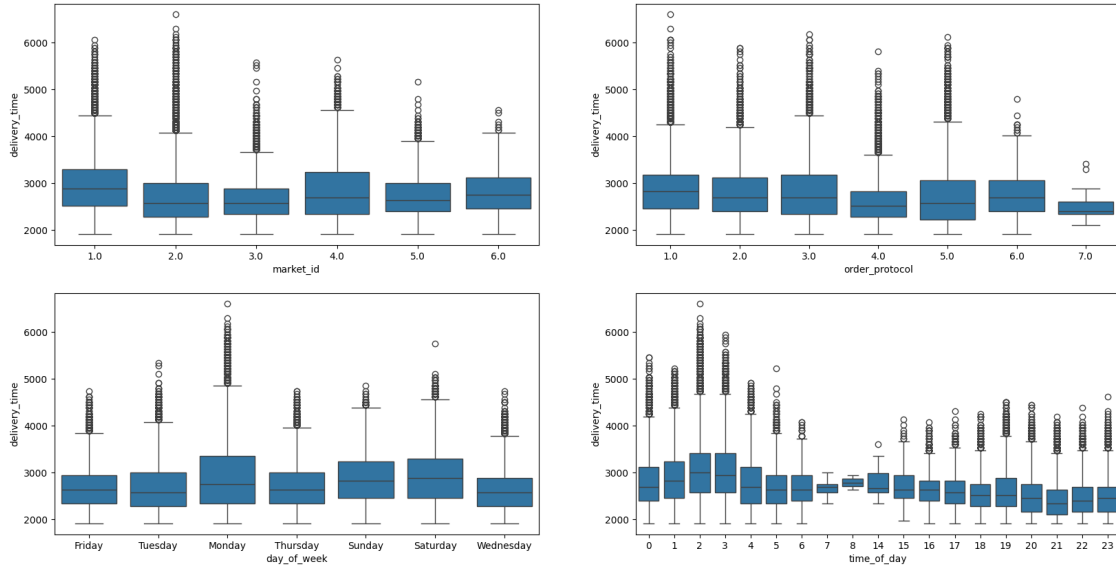 6000
5000
4000
3000
2000
delivery_time
1.0 2.0 3.0 4.0 5.0 6.0
market_id
6000
5000
4000
3000
2000
delivery_time
1.0 2.0 3.0 4.0 5.0 6.0 7.0
order_protocol
6000
5000
4000
3000
2000
delivery_time
Friday Tuesday Monday Thursday Sunday Saturday Wednesday
day_of_week
6000
5000
4000
3000
2000
delivery_time
0 1 2 3 4 5 6 7 8 14 15 16 17 18 19 20 21 22 23
time_of_day